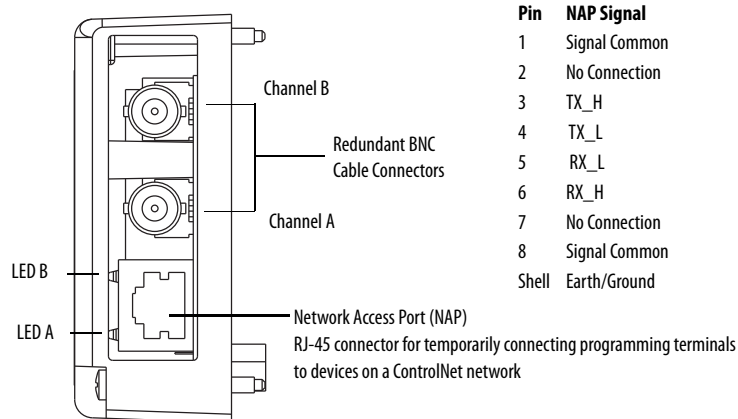 Channel B
Redundant BNC
Cable Connectors
Channel A
LED B
LED A
Network Access Port (NAP)
RJ-45 connector for temporarily connecting programming terminals
to devices on a ControlNet network
Pin NAP Signal
1 Signal Common
2 No Connection
3 TX_H
4 TX_L
5 RX_L
6 RX_H
7 No Connection
8 Signal Common
Shell Earth/Ground